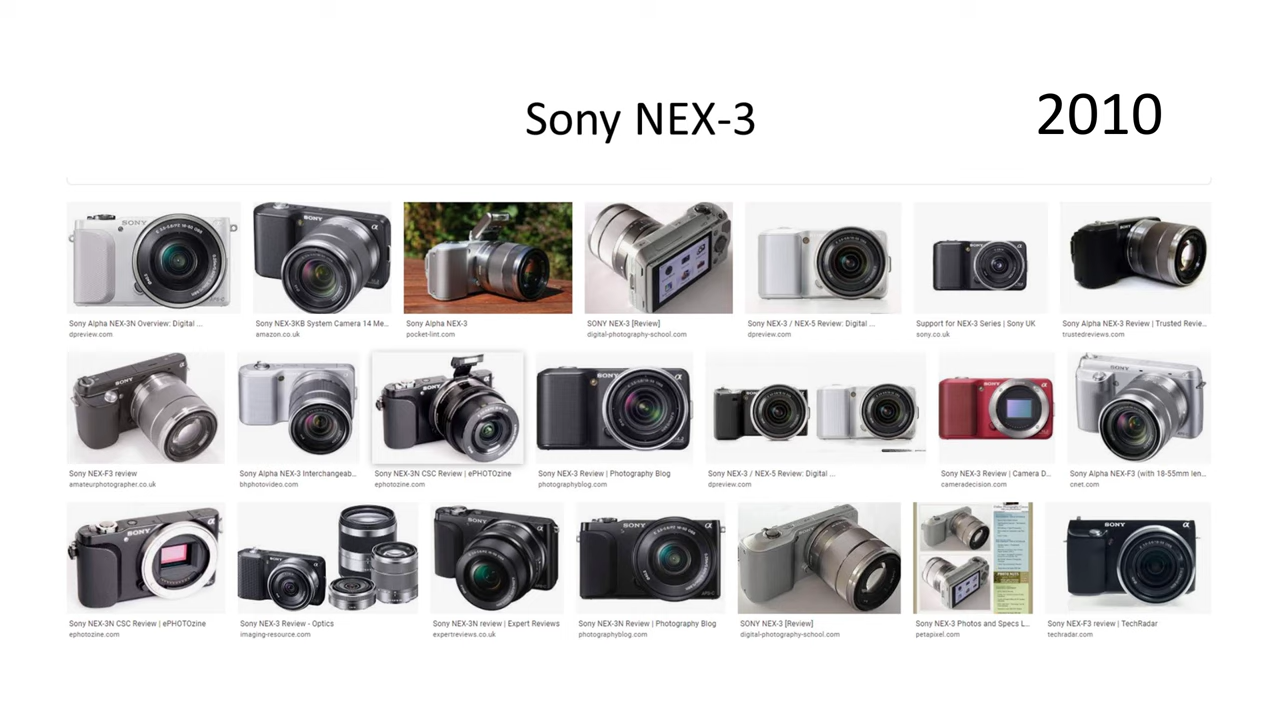 Sony NEX-3
2010
Sony Alpha NEX-3N Overview: Digital ...
dpreview.com
Sony NEX-3KB System Camera 14 Me...
amazon.co.uk
Sony Alpha NEX-3
pocket-lint.com
SONY NEX-3 [Review]
digital-photography-school.com
Sony NEX-3 / NEX-5 Review: Digital ...
dpreview.com
Support for NEX-3 Series | Sony UK
sony.co.uk
Sony Alpha NEX-3 Review | Trusted Revie...
trustedreviews.com
Sony NEX-F3 review
amateurphotographer.co.uk
Sony Alpha NEX-3 Interchangeab...
bhphotovideo.com
Sony NEX-3N CSC Review | ePHOTOzine
ephotozine.com
Sony NEX-3 Review | Photography Blog
photographyblog.com
Sony NEX-3 / NEX-5 Review: Digital ...
dpreview.com
Sony NEX-3 Review | Camera D...
cameradecision.com
Sony Alpha NEX-F3 (with 18-55mm len...
cnet.com
Sony NEX-3N CSC Review | ePHOTOzine
ephotozine.com
Sony NEX-3 Review - Optics
imaging-resource.com
Sony NEX-3N review | Expert Reviews
expertreviews.co.uk
Sony NEX-3N Review | Photography Blog
photographyblog.com
SONY NEX-3 [Review]
digital-photography-school.com
Sony NEX-3 Photos and Specs L...
petapixel.com
Sony NEX-F3 review | TechRadar
techradar.com